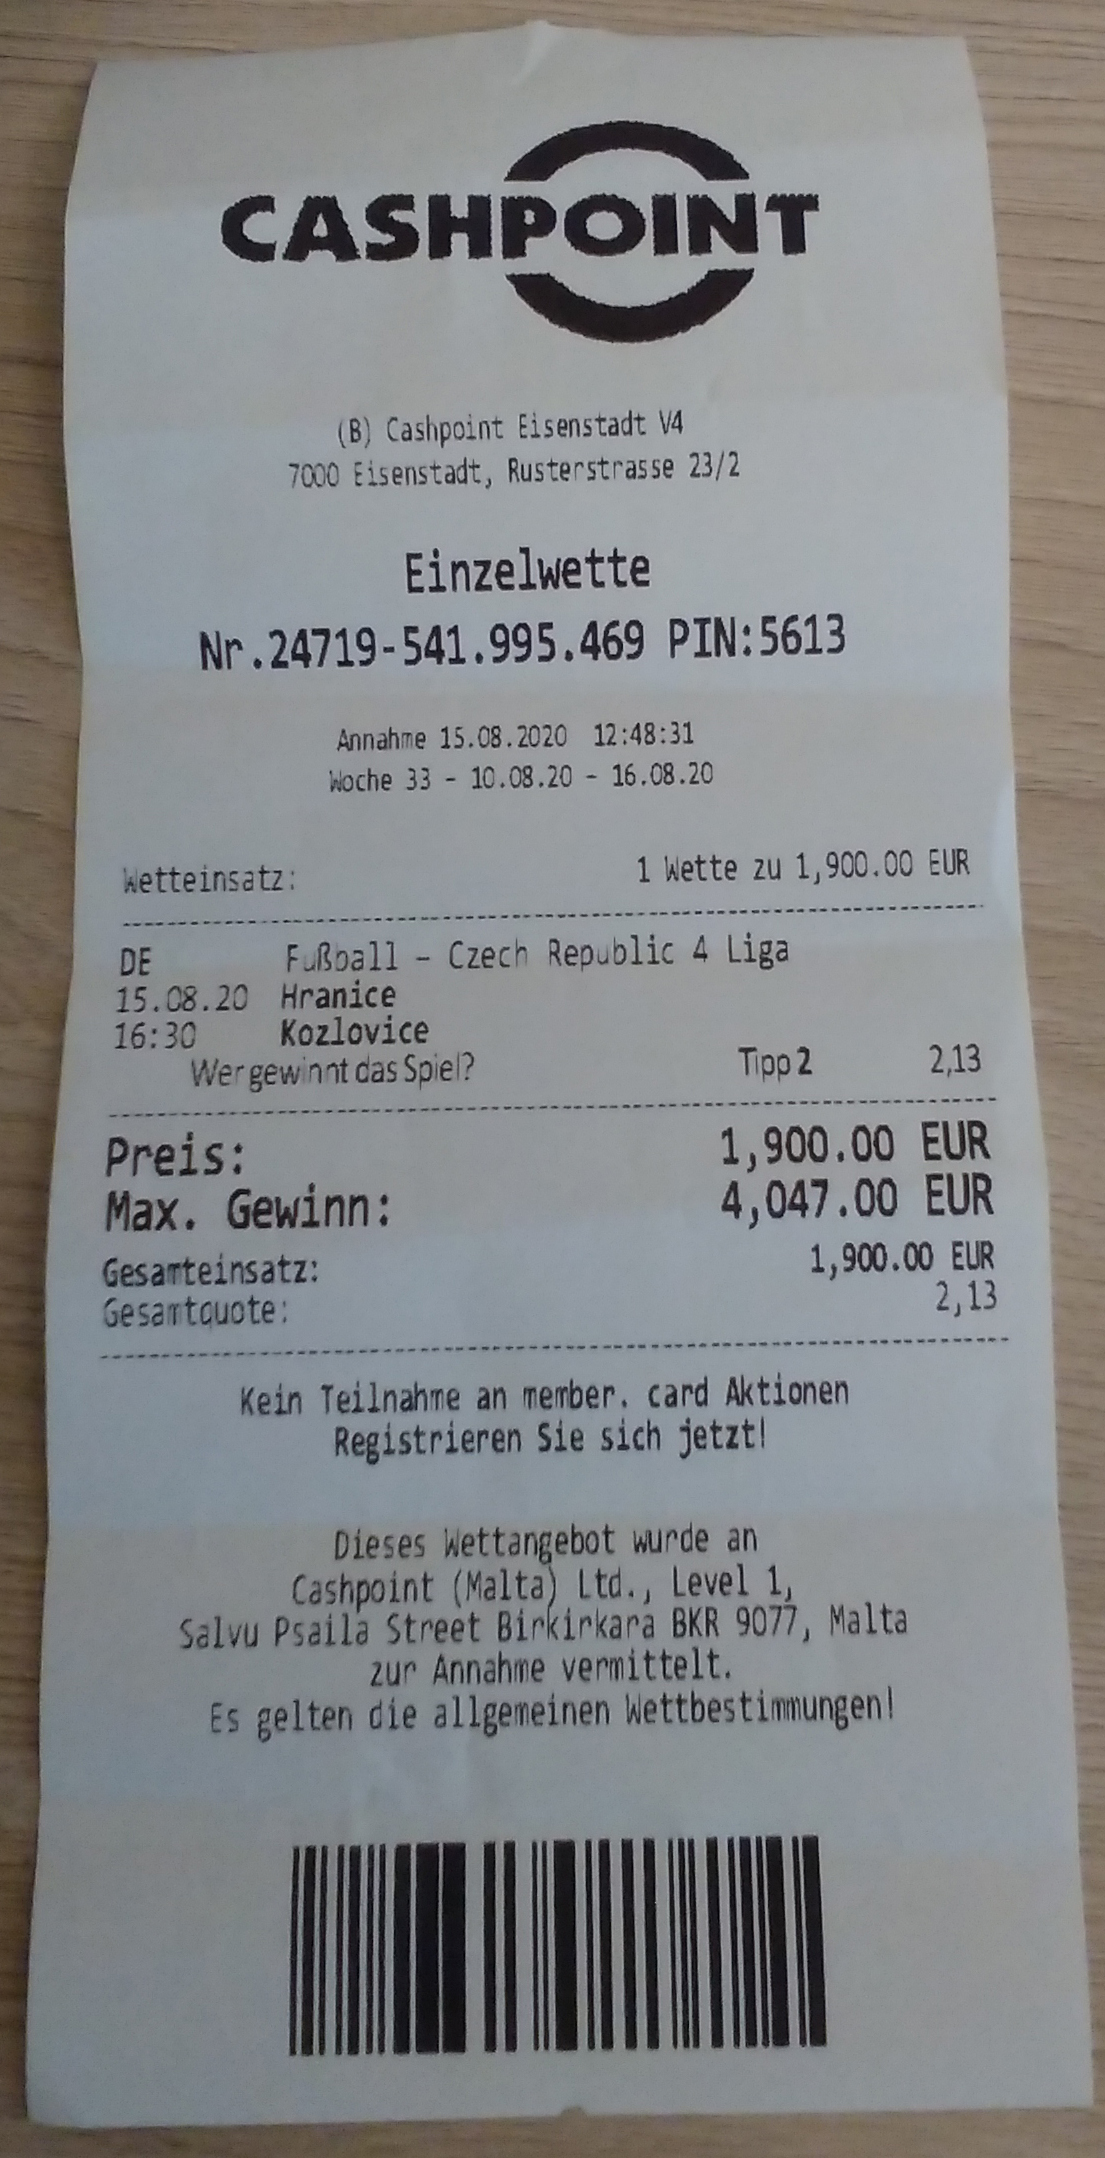 CASHPOINT
(B) Cashpoint Eisenstadt V4
7000 Eisenstadt, Rusterstrasse 23/2
Einzelwette
Nr.24719-541.995.469 PIN:5613
Annahme 15.08.2020 12:48:31
Woche 33 - 10.08.20 - 16.08.20
Wetteinsatz: 1 Wette zu 1,900.00 EUR
DE Fußball - Czech Republic 4 Liga
15.08.20 Hranice
16:30 Kozlovice
Wer gewinnt das Spiel? Tipp 2 2,13
Preis: 1,900.00 EUR
Max. Gewinn: 4,047.00 EUR
Gesamteinsatz: 1,900.00 EUR
Gesamtquote: 2,13
Kein Teilnahme an member. card Aktionen
Registrieren Sie sich jetzt!
Dieses Wettangebot wurde an
Cashpoint (Malta) Ltd., Level 1,
Salvu Psaila Street Birkirkara BKR 9077, Malta
zur Annahme vermittelt.
Es gelten die allgemeinen Wettbestimmungen!